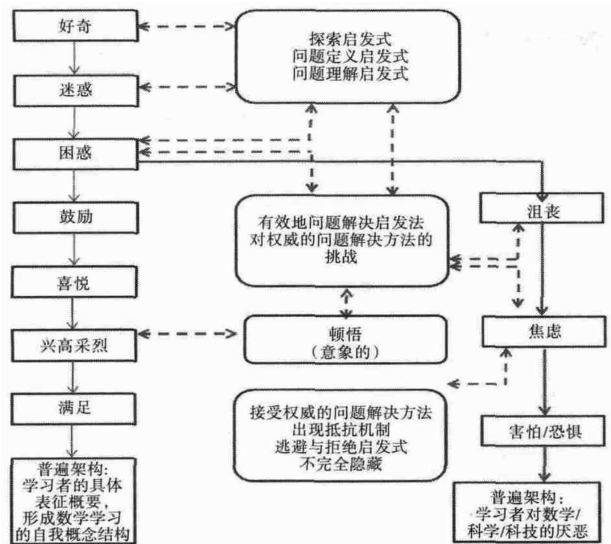 好奇
迷惑
困惑
鼓励
喜悦
兴高采烈
满足
普遍架构:
学习者的具体
表征概要,
形成数学学习
的自我概念结构
探索启发式
问题定义启发式
问题理解启发式
有效地问题解决启发法
对权威的问题解决方法的
挑战
顿悟
(意象的)
接受权威的问题解决方法
出现抵抗机制
逃避与拒绝启发式
不完全隐藏
沮丧
焦虑
害怕/恐惧
普遍架构:
学习者对数学/
科学/科技的厌恶